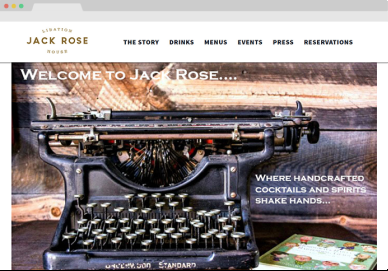 LIBATION
JACK ROSE
HOUSE
THE STORY DRINKS MENUS EVENTS PRESS RESERVATIONS
WELCOME TO JACK ROSE....
WHERE HANDCRAFTED
COCKTAILS AND SPIRITS
SHAKE HANDS...
UNDERWOOD STANDARD